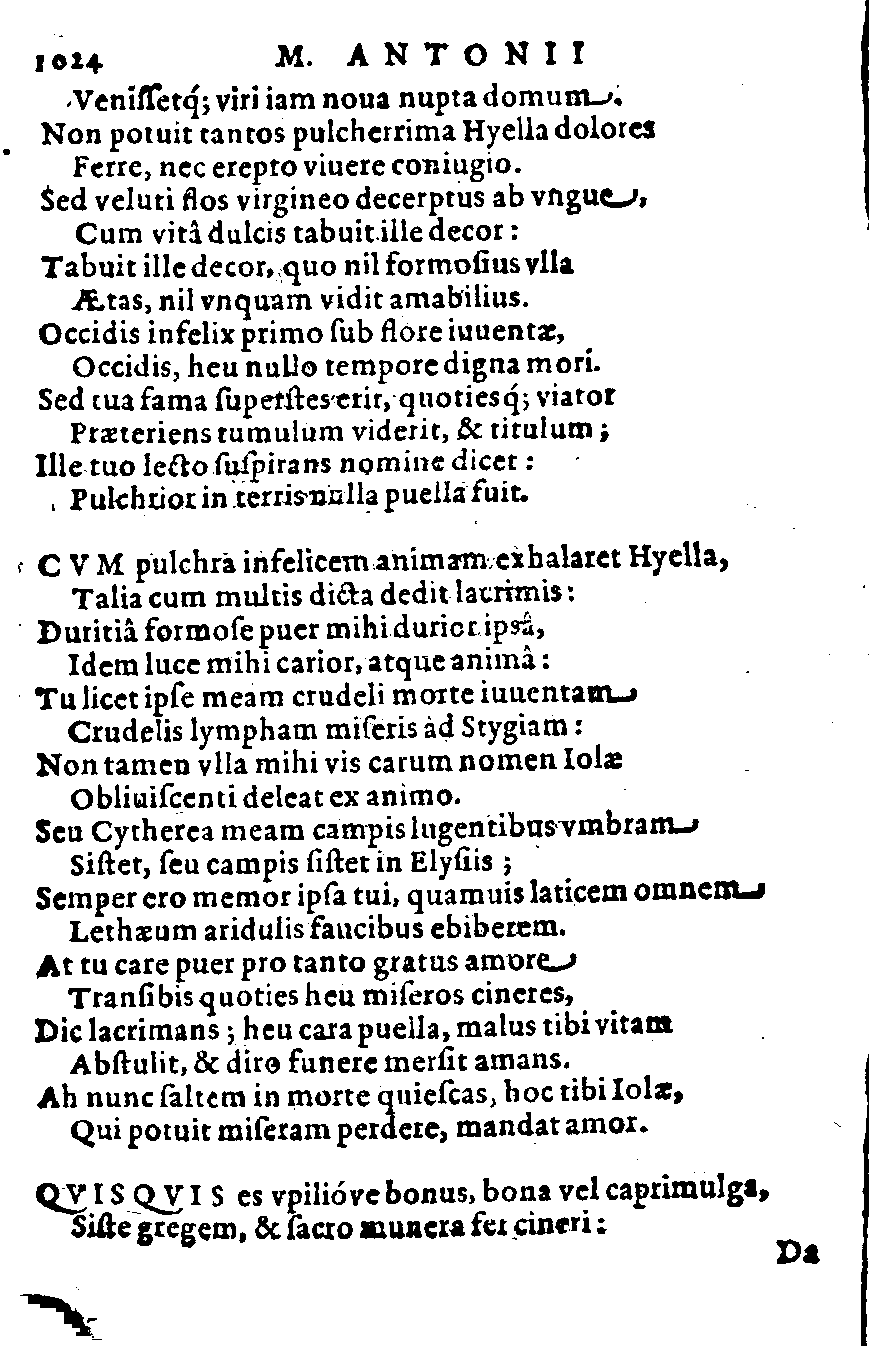 1024 M. ANTONII
Veniſſetq́; viri iam noua nupta domum.
Non potuit tantos pulcherrima Hyella dolores
Ferre, nec erepto viuere coniugio.
Sed veluti flos virgineo decerptus ab vngue,
Cum vitâ dulcis tabuit ille decor:
Tabuit ille decor, quo nil formoſius vlla
Ætas, nil vnquam vidit amabilius.
Occidis infelix primo ſub flore iuuentæ,
Occidis, heu nullo tempore digna mori.
Sed tua fama ſuperſtes erit, quotiesq́; viator
Præteriens tumulum viderit, & titulum;
Ille tuo lecto ſuſpirans nomine dicet:
Pulchrior in terris nulla puella fuit.

CVM pulchra infelicem animam exhalaret Hyella,
Talia cum multis dicta dedit lacrimis:
Duritiâ formoſe puer mihi durior ipsâ,
Idem luce mihi carior, atque animâ:
Tu licet ipſe meam crudeli morte iuuentam
Crudelis lympham miſeris ad Stygiam:
Non tamen vlla mihi vis carum nomen Iolæ
Obliuiſcenti deleat ex animo.
Seu Cytherea meam campis lugentibus vmbram
Siſtet, ſeu campis ſiſtet in Elyſiis;
Semper ero memor ipſa tui, quamuis laticem omnem
Lethæum aridulis faucibus ebiberem.
At tu care puer pro tanto gratus amore
Tranſibis quoties heu miſeros cineres,
Dic lacrimans; heu cara puella, malus tibi vitam
Abſtulit, & diro funere merſit amans.
Ah nunc ſaltem in morte quieſcas, hoc tibi Iolæ,
Qui potuit miſeram perdere, mandat amor.

QVISQVIS es vpilióve bonus, bona vel caprimulga,
Siſte gregem, & ſacro munera fer cineri:
Da